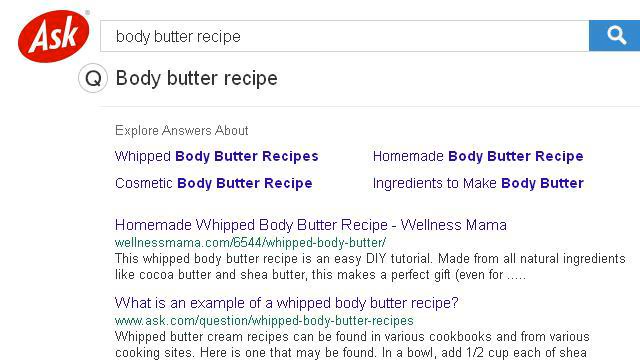 Ask®
body butter recipe
Q Body butter recipe
Explore Answers About
Whipped Body Butter Recipes
Homemade Body Butter Recipe
Cosmetic Body Butter Recipe
Ingredients to Make Body Butter
Homemade Whipped Body Butter Recipe - Wellness Mama
wellnessmama.com/6544/whipped-body-butter/
This whipped body butter recipe is an easy DIY tutorial. Made from all natural ingredients
like cocoa butter and shea butter, this makes a perfect gift (even for .....
What is an example of a whipped body butter recipe?
www.ask.com/question/whipped-body-butter-recipes
Whipped butter cream recipes can be found in various cookbooks and from various
cooking sites. Here is one that may be found. In a bowl, add 1/2 cup each of shea